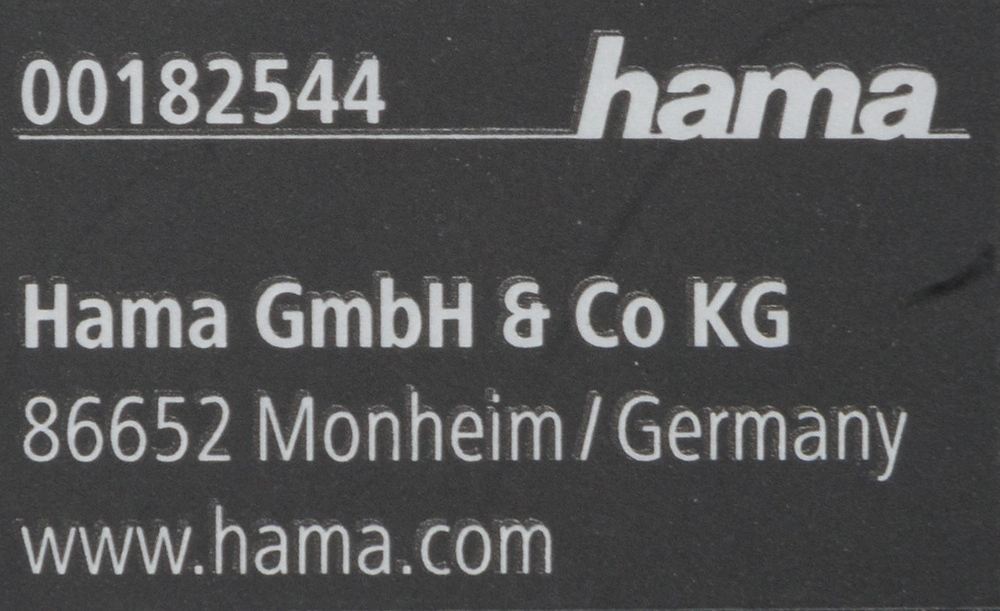 00182544 hama
Hama GmbH & Co KG
86652 Monheim/Germany
www.hama.com